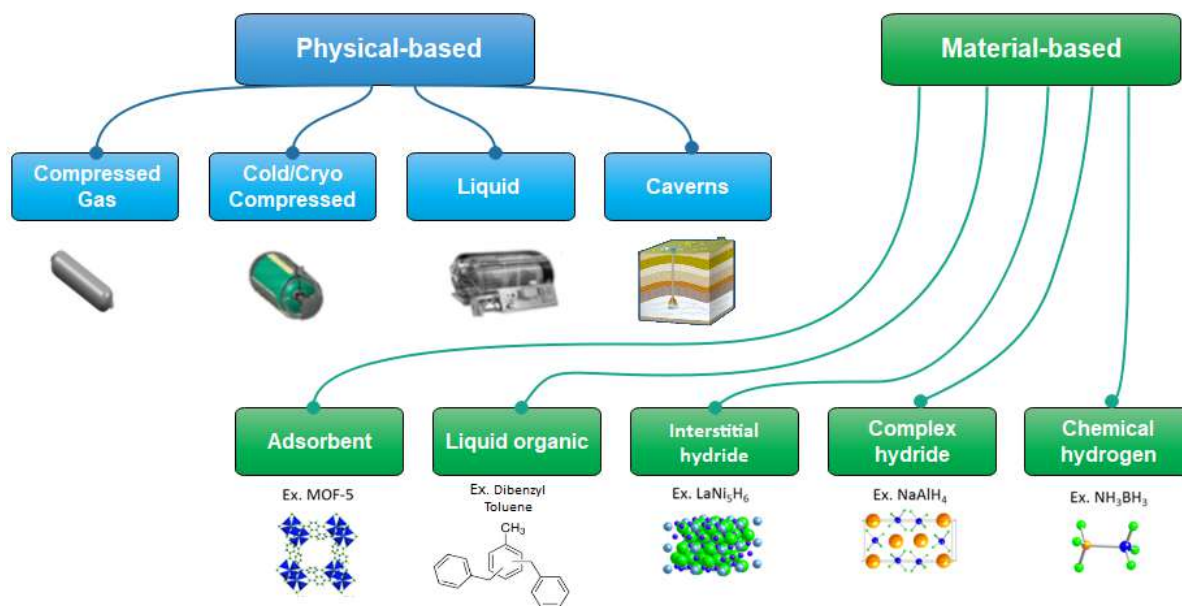 Physical-based
Material-based
Compressed
Gas
Cold/Cryo
Compressed
Liquid
Caverns
Adsorbent
Liquid organic
Interstitial
hydride
Complex
hydride
Chemical
hydrogen
Ex. MOF-5
Ex. Dibenzyl
Toluene
Ex. LaNi₅H₆
Ex. NaAlH₄
Ex. NH₃BH₃
CH₃